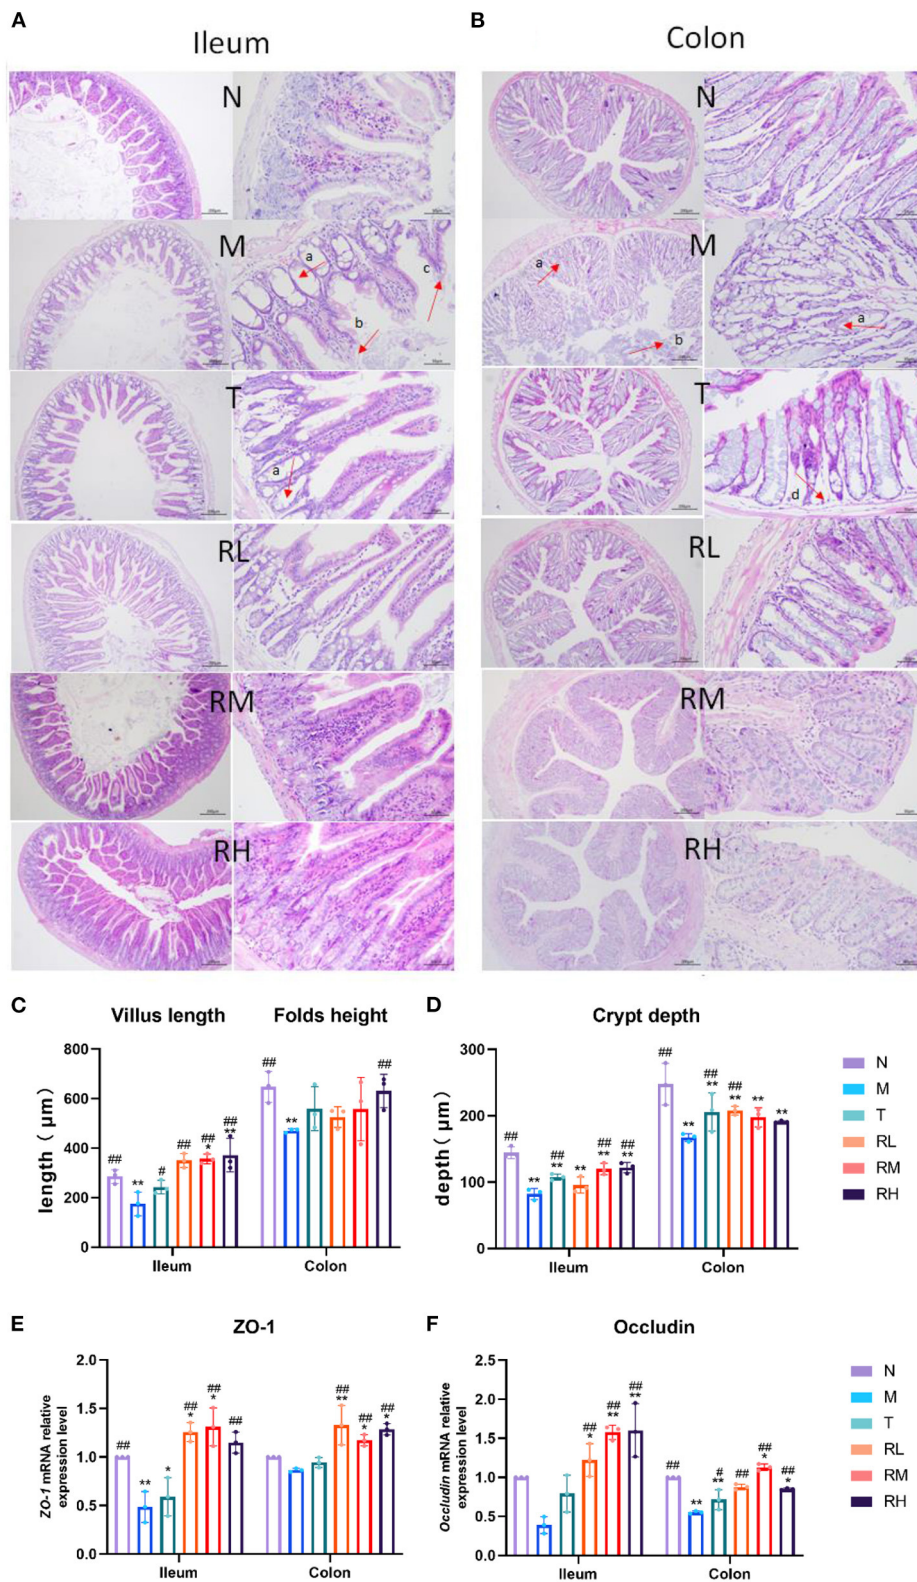 A
B
Ileum
Colon
N
N
M
a
c
b
M
a
b
a
T
a
T
d
RL
RL
RM
RM
RH
RH
C
Villus length
Folds height
D
Crypt depth
length ( μm)
800
600
400
200
0
##
**
#
##
##
*
##
**
##
**
##
Ileum
Colon
depth ( μm)
300
200
100
0
##
**
##
**
**
##
**
##
**
##
**
##
**
##
**
**
**
Ileum
Colon
N
M
T
RL
RM
RH
E
ZO-1
ZO-1 mRNA relative
expression level
2.0
1.5
1.0
0.5
0.0
##
**
*
##
*
##
*
##
##
**
##
*
##
*
Ileum
Colon
F
Occludin
Occludin mRNA relative
expression level
2.5
2.0
1.5
1.0
0.5
0.0
##
*
##
**
##
**
##
**
#
**
##
##
*
##
*
Ileum
Colon
N
M
T
RL
RM
RH